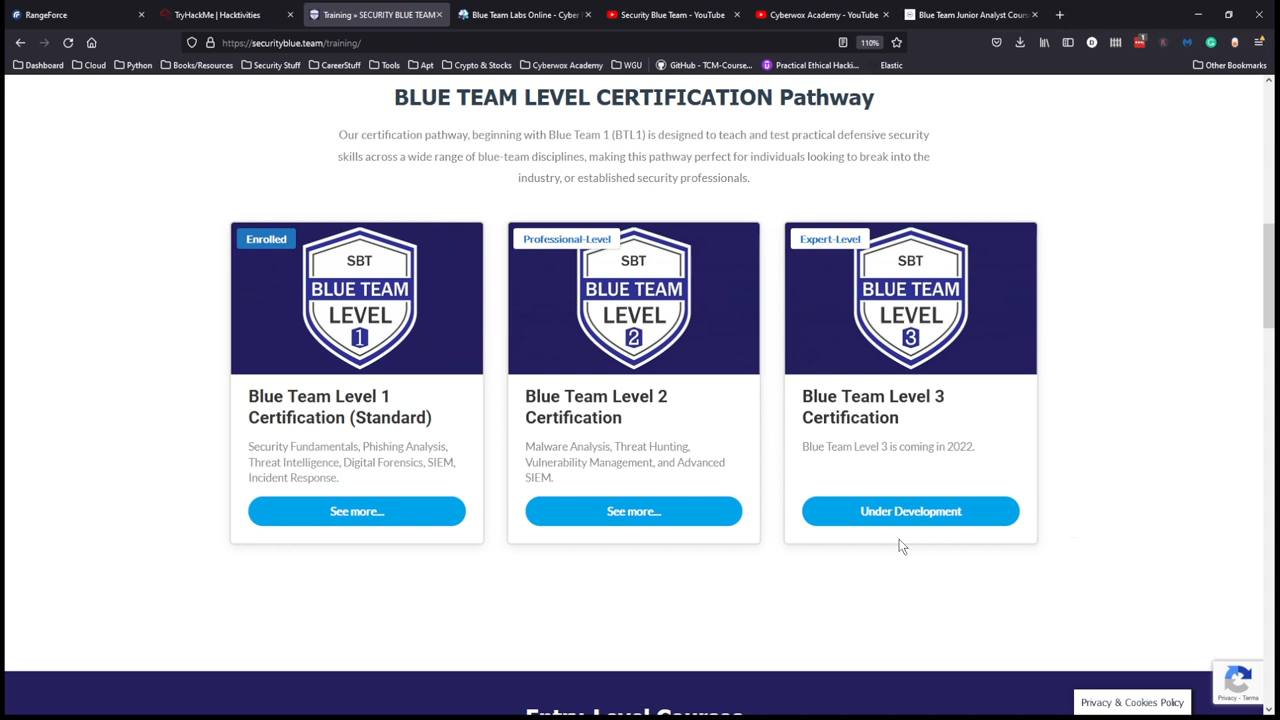 RangeForce
TryHackMe | Hacktivities
Training » SECURITY BLUE TEAM
Blue Team Labs Online - Cyber
Security Blue Team - YouTube
Cyberwox Academy - YouTube
Blue Team Junior Analyst Cours
https://securityblue.team/training/
110%
Dashboard
Cloud
Python
Books/Resources
Security Stuff
CareerStuff
Tools
Apt
Crypto & Stocks
Cyberwox Academy
WGU
GitHub - TCM-Course...
Practical Ethical Hacki...
Elastic
Other Bookmarks
BLUE TEAM LEVEL CERTIFICATION Pathway
Our certification pathway, beginning with Blue Team 1 (BTL1) is designed to teach and test practical defensive security
skills across a wide range of blue-team disciplines, making this pathway perfect for individuals looking to break into the
industry, or established security professionals.
Enrolled
SBT
BLUE TEAM
LEVEL
1
Blue Team Level 1
Certification (Standard)
Security Fundamentals, Phishing Analysis,
Threat Intelligence, Digital Forensics, SIEM,
Incident Response.
See more...
Professional-Level
SBT
BLUE TEAM
LEVEL
2
Blue Team Level 2
Certification
Malware Analysis, Threat Hunting,
Vulnerability Management, and Advanced
SIEM.
See more...
Expert-Level
SBT
BLUE TEAM
LEVEL
3
Blue Team Level 3
Certification
Blue Team Level 3 is coming in 2022.
Under Development
Privacy - Terms
Privacy & Cookies Policy